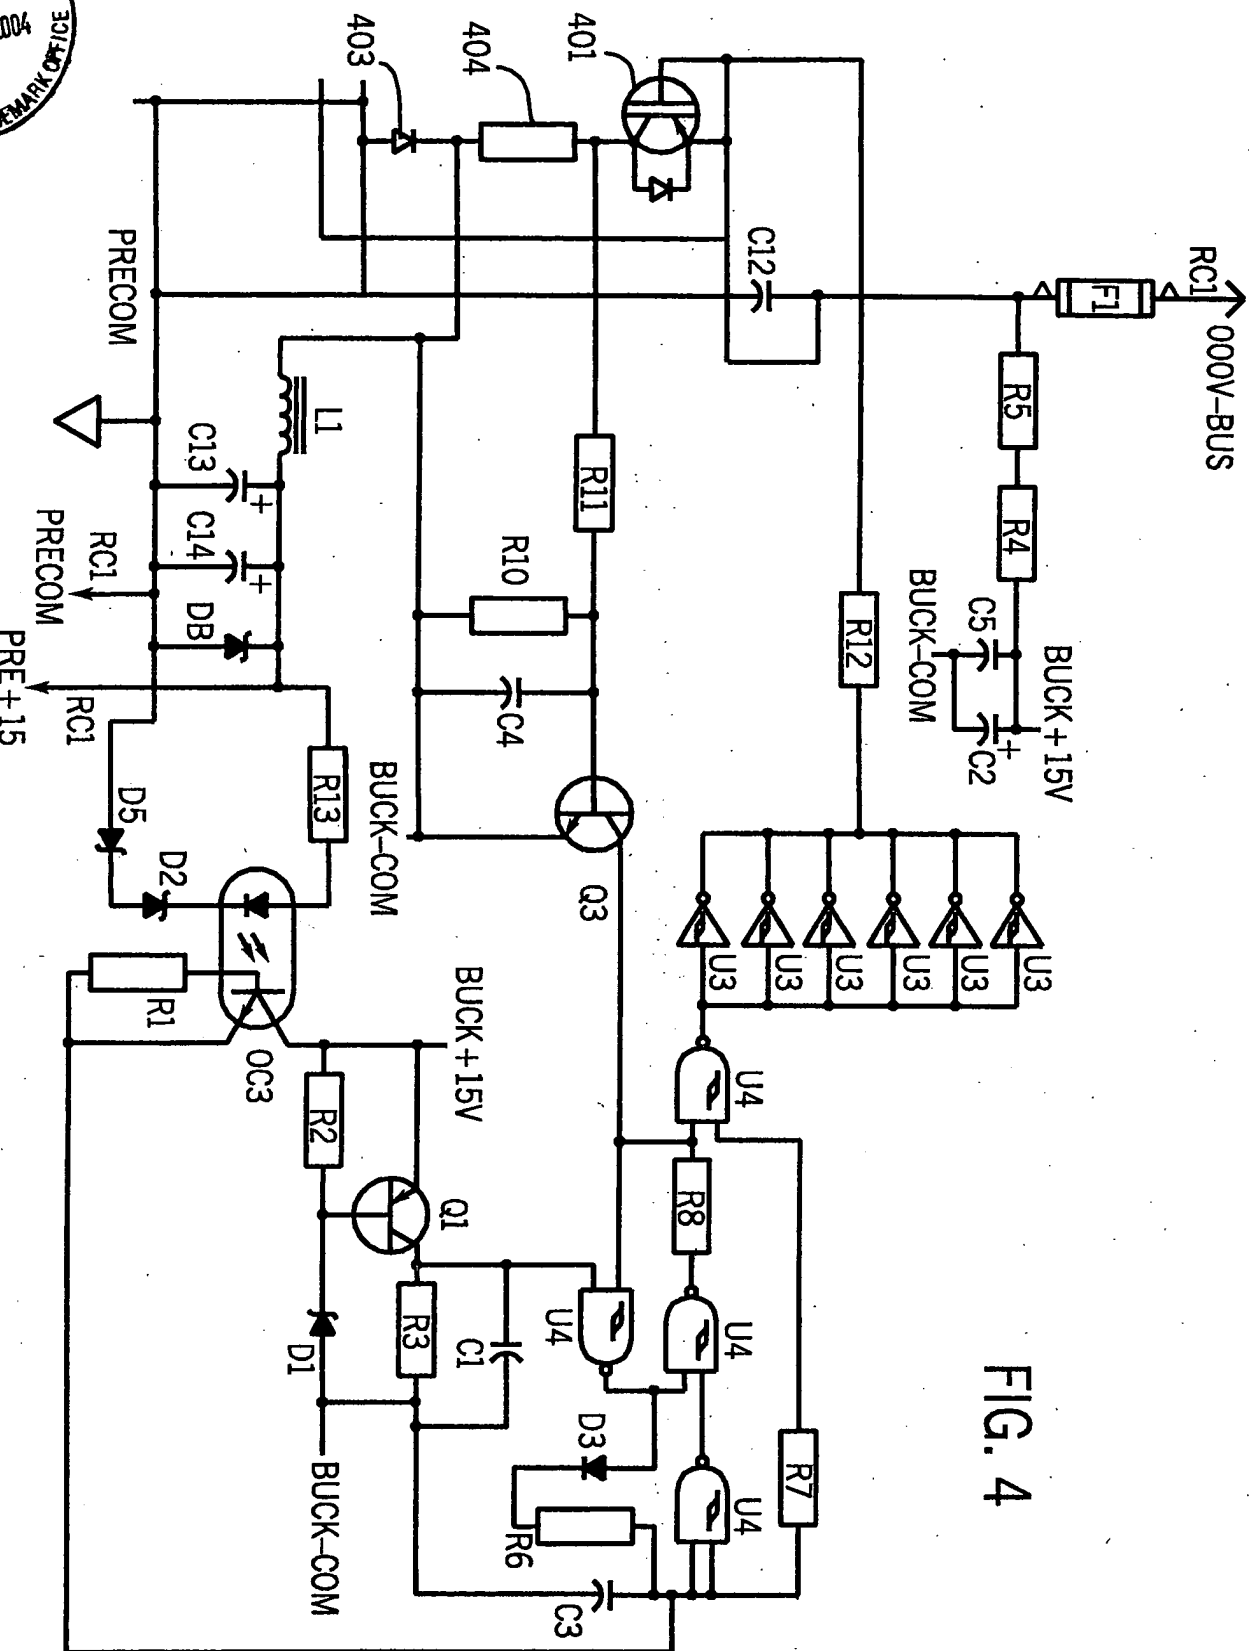 FIG. 4
RC1
000V-BUS
F1
R5
R4
BUCK+15V
C5
C2
+
BUCK-COM
401
404
403
C12
R12
U3
U3
U3
U3
U3
U3
R11
R10
C4
Q3
BUCK-COM
U4
R8
U4
U4
U4
R7
D3
R6
C3
PRECOM
L1
C13
+
C14
+
D8
RC1
PRECOM
RC1
PRE+15
R13
D5
D2
OC3
R1
BUCK+15V
R2
Q1
R3
C1
D1
BUCK-COM